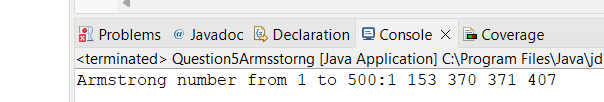 Problems @ Javadoc Declaration Console Coverage
<terminated> Question5Armsstorng [Java Application] C:\Program Files\Java\jd
Armstrong number from 1 to 500:1 153 370 371 407